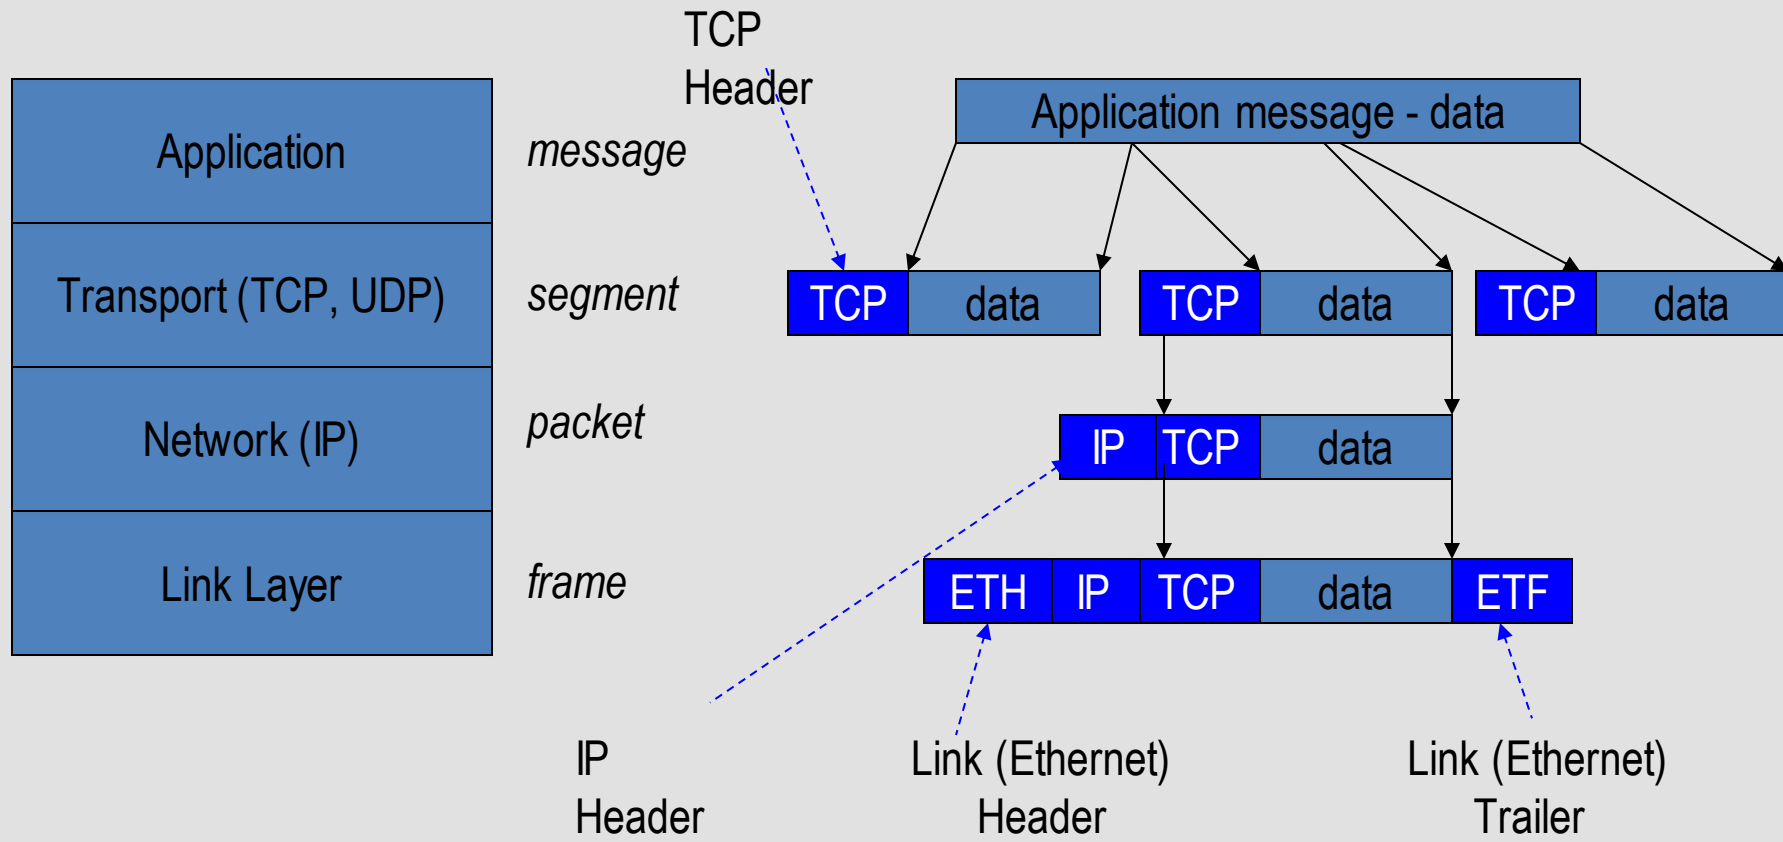 TCP
Header
Application message - data
Application
message
Transport (TCP, UDP)
segment
TCP data
TCP data
TCP data
Network (IP)
packet
IP TCP data
Link Layer
frame
ETH IP TCP data ETF
IP
Header
Link (Ethernet)
Header
Link (Ethernet)
Trailer